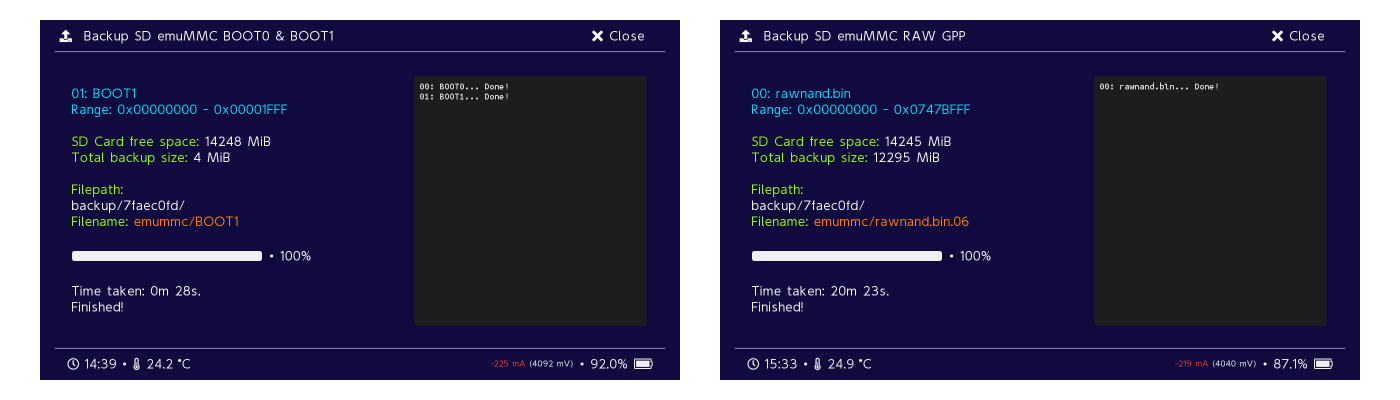 Backup SD emuMMC BOOT0 & BOOT1
Close
01: BOOT1
Range: 0x00000000 - 0x00001FFF
SD Card free space: 14248 MiB
Total backup size: 4 MiB
Filepath:
backup/7faec0fd/
Filename: emummc/BOOT1
• 100%
Time taken: 0m 28s.
Finished!
00: BOOT0... Done!
01: BOOT1... Done!
14:39 • 24.2 °C
-225 mA (4092 mV) • 92.0%
Backup SD emuMMC RAW GPP
Close
00: rawnand.bin
Range: 0x00000000 - 0x0747BFFF
SD Card free space: 14245 MiB
Total backup size: 12295 MiB
Filepath:
backup/7faec0fd/
Filename: emummc/rawnand.bin.06
• 100%
Time taken: 20m 23s.
Finished!
00: rawnand.bin... Done!
15:33 • 24.9 °C
-219 mA (4040 mV) • 87.1%